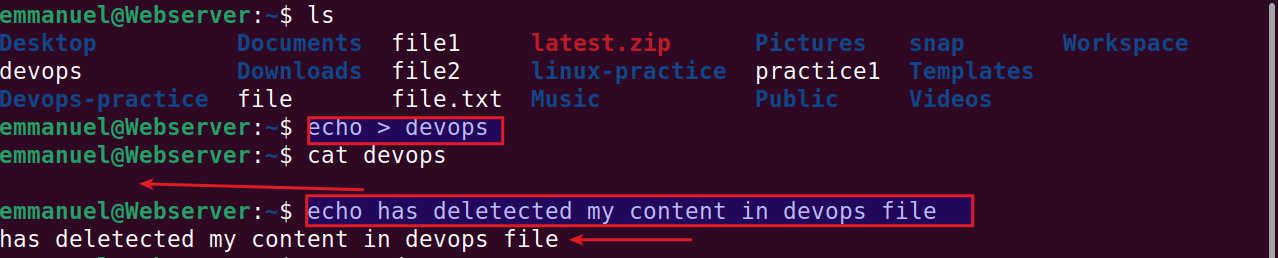 emmanuel@Webserver:~$ ls
Desktop Documents file1 latest.zip Pictures snap Workspace
devops Downloads file2 linux-practice practice1 Templates
Devops-practice file file.txt Music Public Videos
emmanuel@Webserver:~$ echo > devops
emmanuel@Webserver:~$ cat devops
emmanuel@Webserver:~$ echo has deletected my content in devops file
has deletected my content in devops file